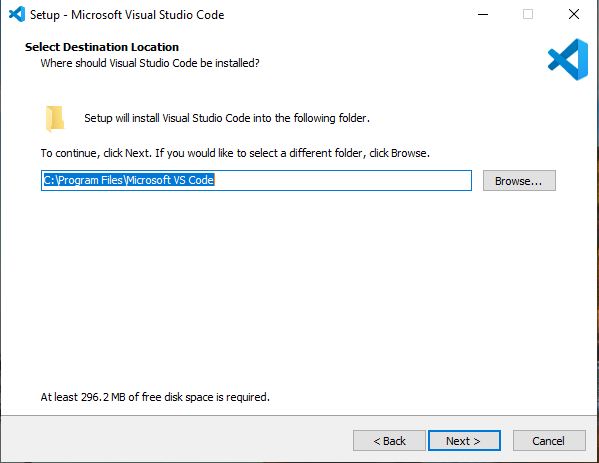 Setup - Microsoft Visual Studio Code
Select Destination Location
Where should Visual Studio Code be installed?
Setup will install Visual Studio Code into the following folder.
To continue, click Next. If you would like to select a different folder, click Browse.
C:\Program Files\Microsoft VS Code
Browse...
At least 296.2 MB of free disk space is required.
< Back
Next >
Cancel